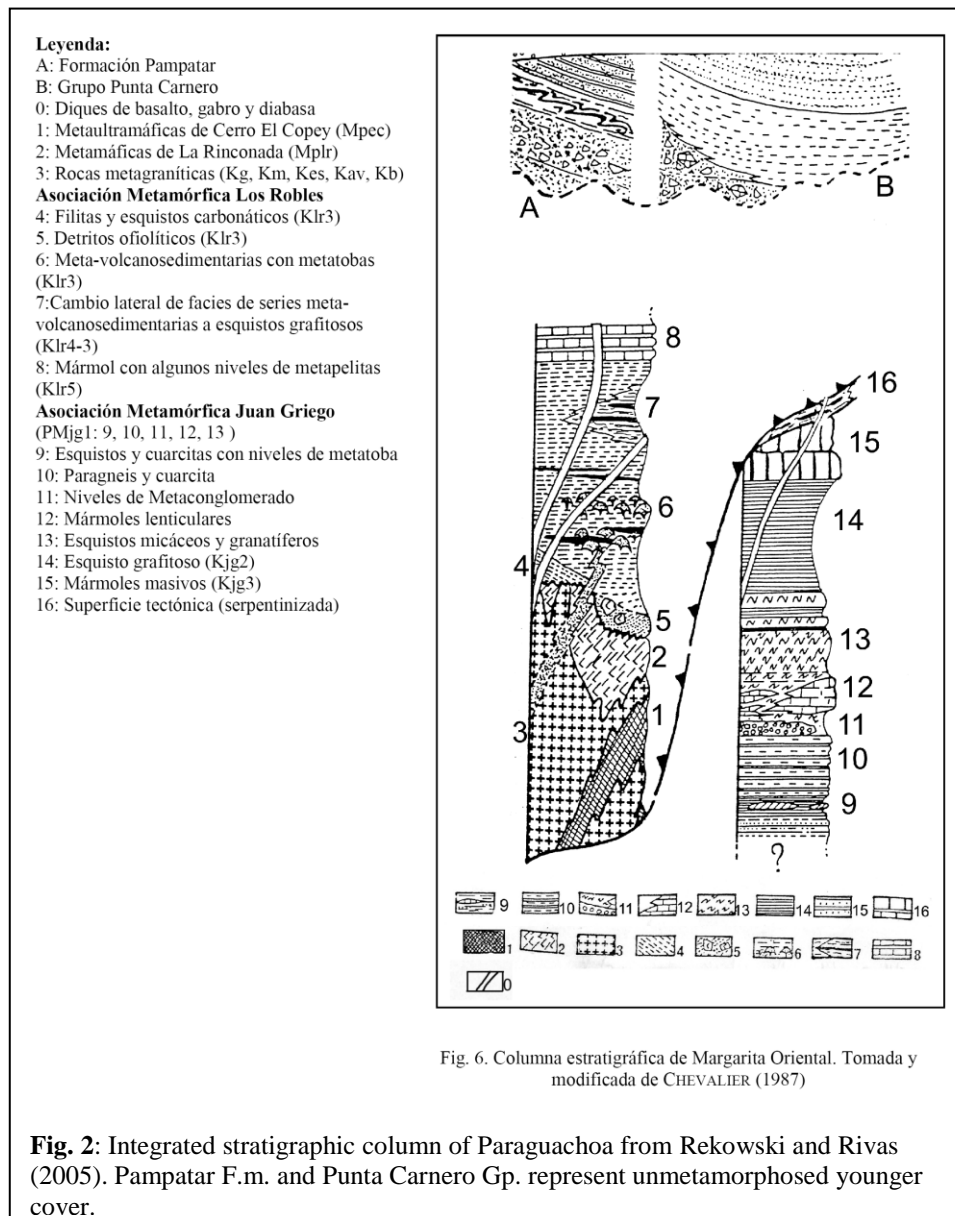 Leyenda:
A: Formación Pampatar
B: Grupo Punta Carnero
0: Diques de basalto, gabro y diabasa
1: Metaultramáficas de Cerro El Copey (Mpec)
2: Metamáficas de La Rinconada (Mplr)
3: Rocas metagraníticas (Kg, Km, Kes, Kav, Kb)
Asociación Metamórfica Los Robles
4: Filitas y esquistos carbonáticos (Klr3)
5. Detritos ofiolíticos (Klr3)
6: Meta-volcanosedimentarias con metatobas
(Klr3)
7:Cambio lateral de facies de series meta-
volcanosedimentarias a esquistos grafitosos
(Klr4-3)
8: Mármol con algunos niveles de metapelitas
(Klr5)
Asociación Metamórfica Juan Griego
(PMjg1: 9, 10, 11, 12, 13 )
9: Esquistos y cuarcitas con niveles de metatoba
10: Paragneis y cuarcita
11: Niveles de Metaconglomerado
12: Mármoles lenticulares
13: Esquistos micáceos y granatíferos
14: Esquisto grafitoso (Kjg2)
15: Mármoles masivos (Kjg3)
16: Superficie tectónica (serpentinizada)
A
B
8
7
6
4
5
2
1
3
16
15
14
13
12
11
10
9
?
9 10 11 12 13 14 15 16
1 2 3 4 5 6 7 8
0
Fig. 6. Columna estratigráfica de Margarita Oriental. Tomada y
modificada de CHEVALIER (1987)
Fig. 2: Integrated stratigraphic column of Paraguachoa from Rekowski and Rivas
(2005). Pampatar F.m. and Punta Carnero Gp. represent unmetamorphosed younger
cover.